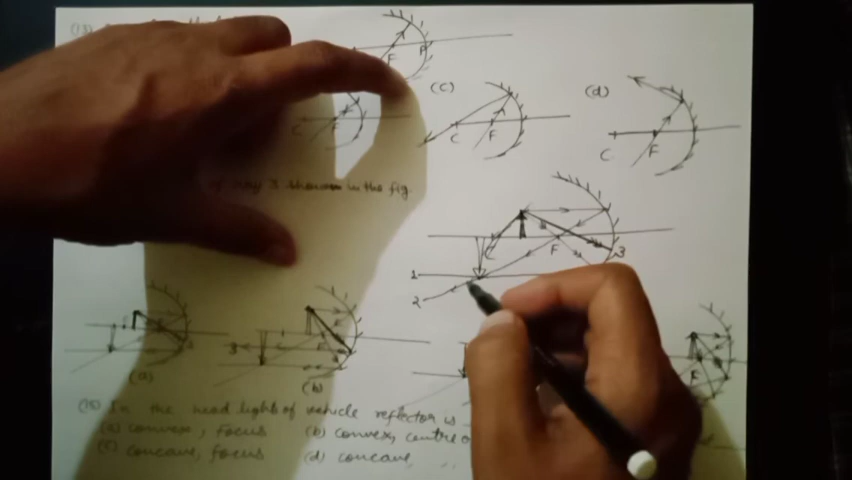 (13)
F P
C F
(c)
C F
(d)
C F
ray 3 shown in the fig
C F 3
1
2
(a)
3
(b)
F
(15) In the head light of vehicle reflector is
(a) convex, focus (b) convex, centre o
(c) concave, focus (d) concave,